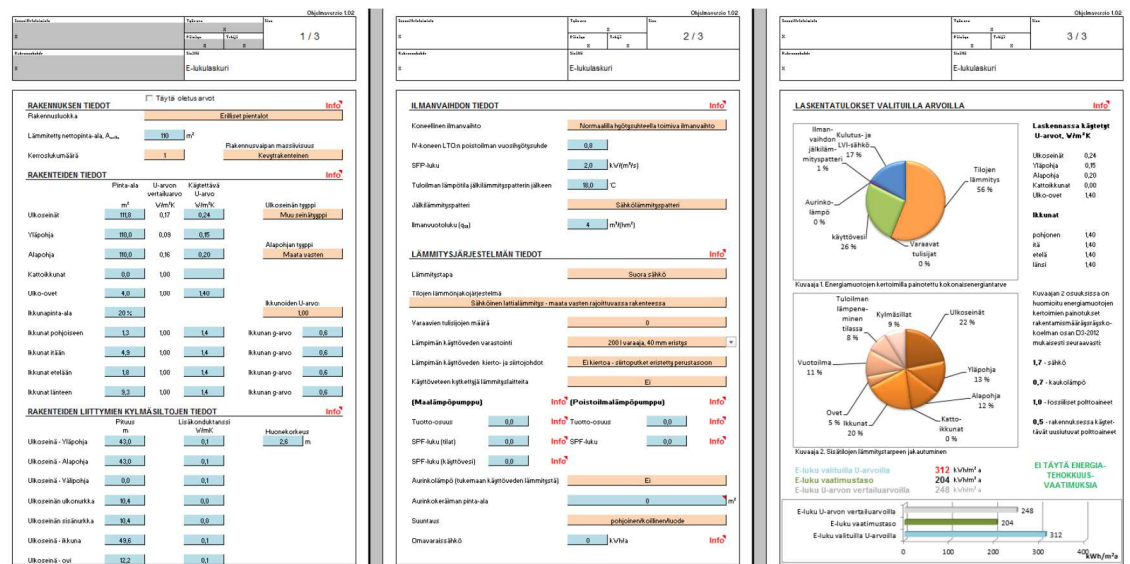 Ohjelmaversio 1.02
1 / 3
E-lukulaskuri
Täytä oletusarvot
RAKENNUKSEN TIEDOT Info
Rakennusluokka Erilliset pientalot
Lämmitetty nettopinta-ala, 110 m²
Rakennusvaipan massiivisuus
Kerroslukumäärä 1 Kevytrakenteinen
RAKENTEIDEN TIEDOT Info
Pinta-ala U-arvon vertailuarvo Käytettävä U-arvo
m² W/m²K W/m²K Ulkoseinän tyyppi
Ulkoseinät 111,8 0,17 0,24 Muu seinätyyppi
Yläpohja 110,0 0,09 0,15
Alapohjan tyyppi
Alapohja 110,0 0,16 0,20 Maata vasten
Kattoikkunat 0,0 1,00
Ulko-ovet 4,0 1,00 1,40
Ikkunoiden U-arvo:
Ikkunapinta-ala 20 % 1,00
Ikkunat pohjoiseen 1,3 1,00 1,4 Ikkunan g-arvo 0,6
Ikkunat itään 4,9 1,00 1,4 Ikkunan g-arvo 0,6
Ikkunat etelään 1,8 1,00 1,4 Ikkunan g-arvo 0,6
Ikkunat länteen 9,3 1,00 1,4 Ikkunan g-arvo 0,6
RAKENTEIDEN LIITTYMIEN KYLMÄSILTOJEN TIEDOT Info
Pituus Lisäkonduktanssi
m W/mK Huonekorkeus
Ulkoseinä - Yläpohja 43,0 0,1 2,6 m
Ulkoseinä - Alapohja 43,0 0,1
Ulkoseinä - Välipohja 0,0 0,1
Ulkoseinän ulkonurkka 10,4 0,0
Ulkoseinän sisänurkka 10,4 0,0
Ulkoseinä - ikkuna 49,6 0,1
Ulkoseinä - ovi 12,2 0,1
Ohjelmaversio 1.02
2 / 3
E-lukulaskuri
ILMANVAIHDON TIEDOT Info
Koneellinen ilmanvaihto Normaalilla hyötysuhteella toimiva ilmanvaihto
IV-koneen LTO:n poistoilman vuosihyötysuhde 0,8
SFP-luku 2,0 kW/(m³/s)
Tuloilman lämpötila jälkilämmityspatterin jälkeen 18,0 °C
Jälkilämmityspatteri Sähkölämmityspatteri
Ilmanvuotoluku (q50) 4 m³/(hm²)
LÄMMITYSJÄRJESTELMÄN TIEDOT Info
Lämmitystapa Suora sähkö
Tilojen lämmönjakojärjestelmä
Sähköinen lattialämmitys - maata vasten rajoittuvassa rakenteessa
Varaavien tulisijojen määrä 0
Lämpimän käyttöveden varastointi 200 l varaaja, 40 mm eristys
Lämpimän käyttöveden kierto- ja siirtojohdot Ei kiertoa - siirtoputket eristetty perustasoon
Käyttöveteen kytkettyjä lämmityslaitteita Ei
(Maalämpöpumppu) Info (Poistoilmalämpöpumppu) Info
Tuotto-osuus 0,0 Info Tuotto-osuus 0,0 Info
SPF-luku (tilat) 0,0 Info SPF-luku 0,0 Info
SPF-luku (käyttövesi) 0,0 Info
Aurinkolämpö (tukemaan käyttöveden lämmitystä) Ei
Aurinkokeräimen pinta-ala 0 m²
Suuntaus pohjoinen/koillinen/luode
Omavaraissähkö 0 kWh/a Info
Ohjelmaversio 1.02
3 / 3
E-lukulaskuri
LASKENTATULOKSET VALITUILLA ARVOILLA Info
Ilmanvaihdon jälkilämmityspatteri 1 %
Kulutus- ja LVI-sähkö 17 %
Tilojen lämmitys 56 %
Aurinkolämpö 0 %
käyttövesi 26 %
Varaavat tulisijat 0 %
Laskennassa käytetyt
U-arvot, W/m²K
Ulkoseinät 0,24
Yläpohja 0,15
Alapohja 0,20
Kattoikkunat 0,00
Ulko-ovet 1,40
Ikkunat
pohjoinen 1,40
itä 1,40
etelä 1,40
länsi 1,40
Kuvaaja 1. Energiamuotojen kertoimilla painotettu kokonaisenergiantarve
Tuloilman lämpeneminen tilassa 8 %
Kylmäsillat 9 %
Ulkoseinät 22 %
Vuotoilma 11 %
Yläpohja 13 %
Alapohja 12 %
Ovet 5 %
Ikkunat 20 %
Kattoikkunat 0 %
Kuvaajan 2 osuuksissa on
huomioitu energiamuotojen
kertoimien painotukset
rakentamismääräysko-
koelman osan D3-2012
mukaisesti seuraavasti:
1,7 - sähkö
0,7 - kaukolämpö
1,0 - fossiiliset polttoaineet
0,5 - rakennuksessa käytet-
tävät uusiutuvat polttoaineet
Kuvaaja 2. Sisätilojen lämmitystarpeen jakautuminen
E-luku valituilla U-arvoilla 312 kWh/m² a
E-luku vaatimustaso 204 kWh/m² a
E-luku U-arvon vertailuarvoilla 248 kWh/m² a
EI TÄYTÄ ENERGIA-
TEHOKKUUS-
VAATIMUKSIA
E-luku U-arvon vertailuarvoilla 248
E-luku vaatimustaso 204
E-luku valituilla U-arvoilla 312
0 100 200 300 400
kWh/m²a